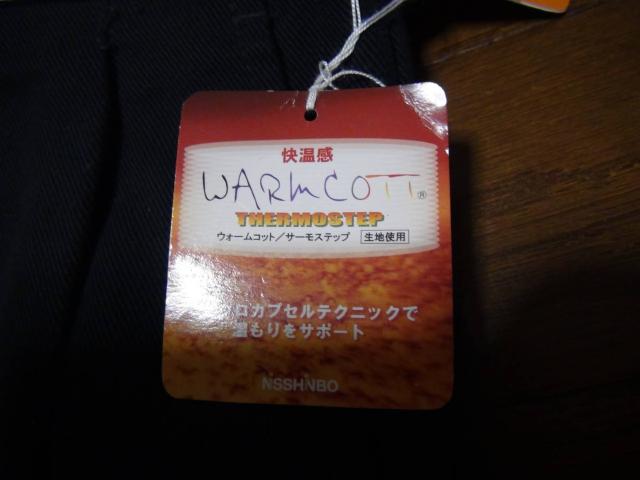 快温感
WARMCOTT®
THERMOSTEP
ウォームコット/サーモステップ 生地使用
ロカプセルテクニックで
温もりをサポート
NISSHINBO